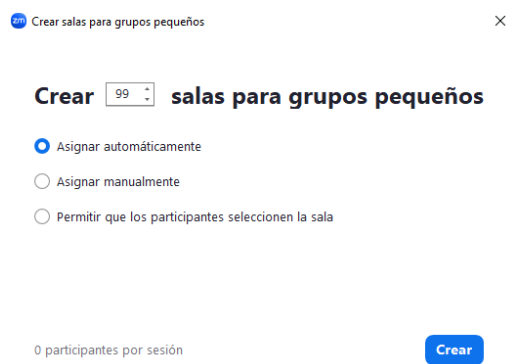 zm Crear salas para grupos pequeños
Crear 99 salas para grupos pequeños
Asignar automáticamente
Asignar manualmente
Permitir que los participantes seleccionen la sala
0 participantes por sesión
Crear